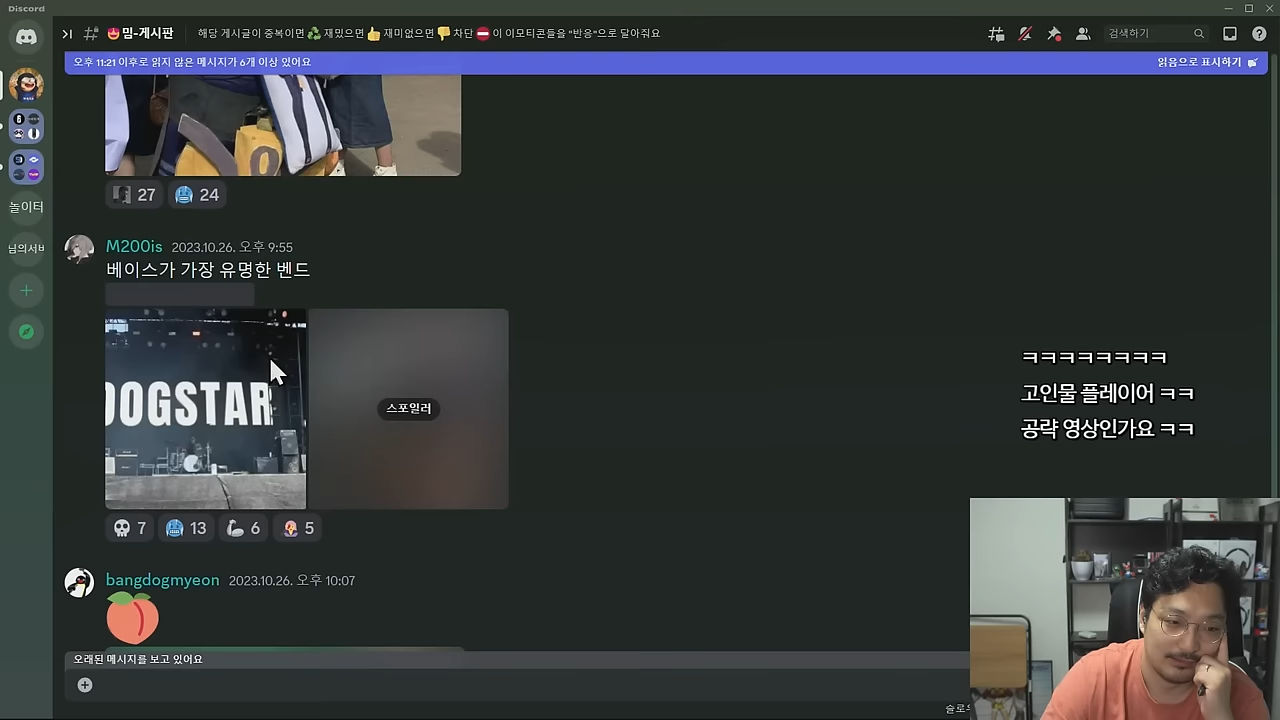 Discord
밈-게시판
해당 게시글이 중복이면 ♻️ 재밌으면 👍 재미없으면 👎 차단 ⛔ 이 이모티콘들을 "반응"으로 달아줘요
검색하기
오후 11:21 이후로 읽지 않은 메시지가 6개 이상 있어요
읽음으로 표시하기
놀이터
님의서버
27
24
M200is 2023.10.26. 오후 9:55
베이스가 가장 유명한 벤드
DOGSTAR
스포일러
7
13
6
5
ㅋㅋㅋㅋㅋㅋㅋㅋ
고인물 플레이어 ㅋㅋ
공략 영상인가요 ㅋㅋ
bangdogmyeon 2023.10.26. 오후 10:07
오래된 메시지를 보고 있어요